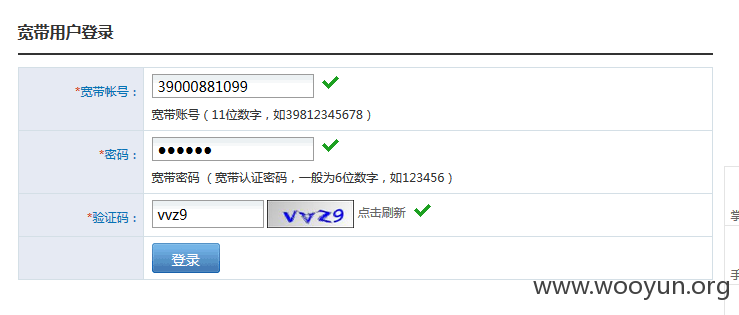 宽带用户登录
*宽带帐号： 39000881099
宽带账号（11位数字，如39812345678）
*密码： ●●●●●●
宽带密码 （宽带认证密码，一般为6位数字，如123456）
*验证码： vvz9 vvz9 点击刷新
登录
掌
手
www.wooyun.org